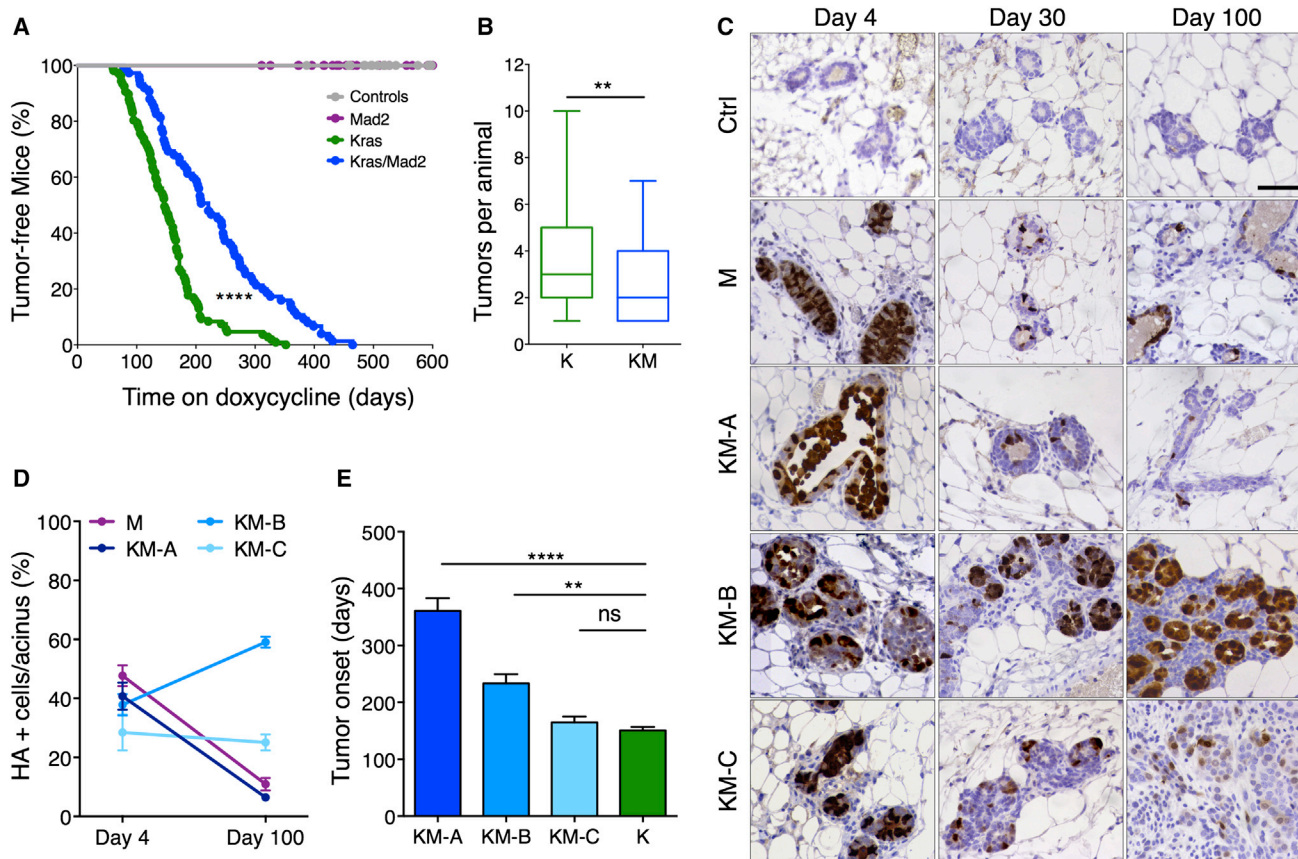 A
Tumor-free Mice (%)
100
80
60
40
20
0
0 100 200 300 400 500 600
Time on doxycycline (days)
Controls
Mad2
Kras
Kras/Mad2
****
B
Tumors per animal
12
10
8
6
4
2
0
**
K KM
C
Day 4 Day 30 Day 100
Ctrl
M
KM-A
KM-B
KM-C
D
M KM-B
KM-A KM-C
HA + cells/acinus (%)
100
80
60
40
20
0
Day 4 Day 100
E
Tumor onset (days)
500
400
300
200
100
0
****
**
ns
KM-A KM-B KM-C K